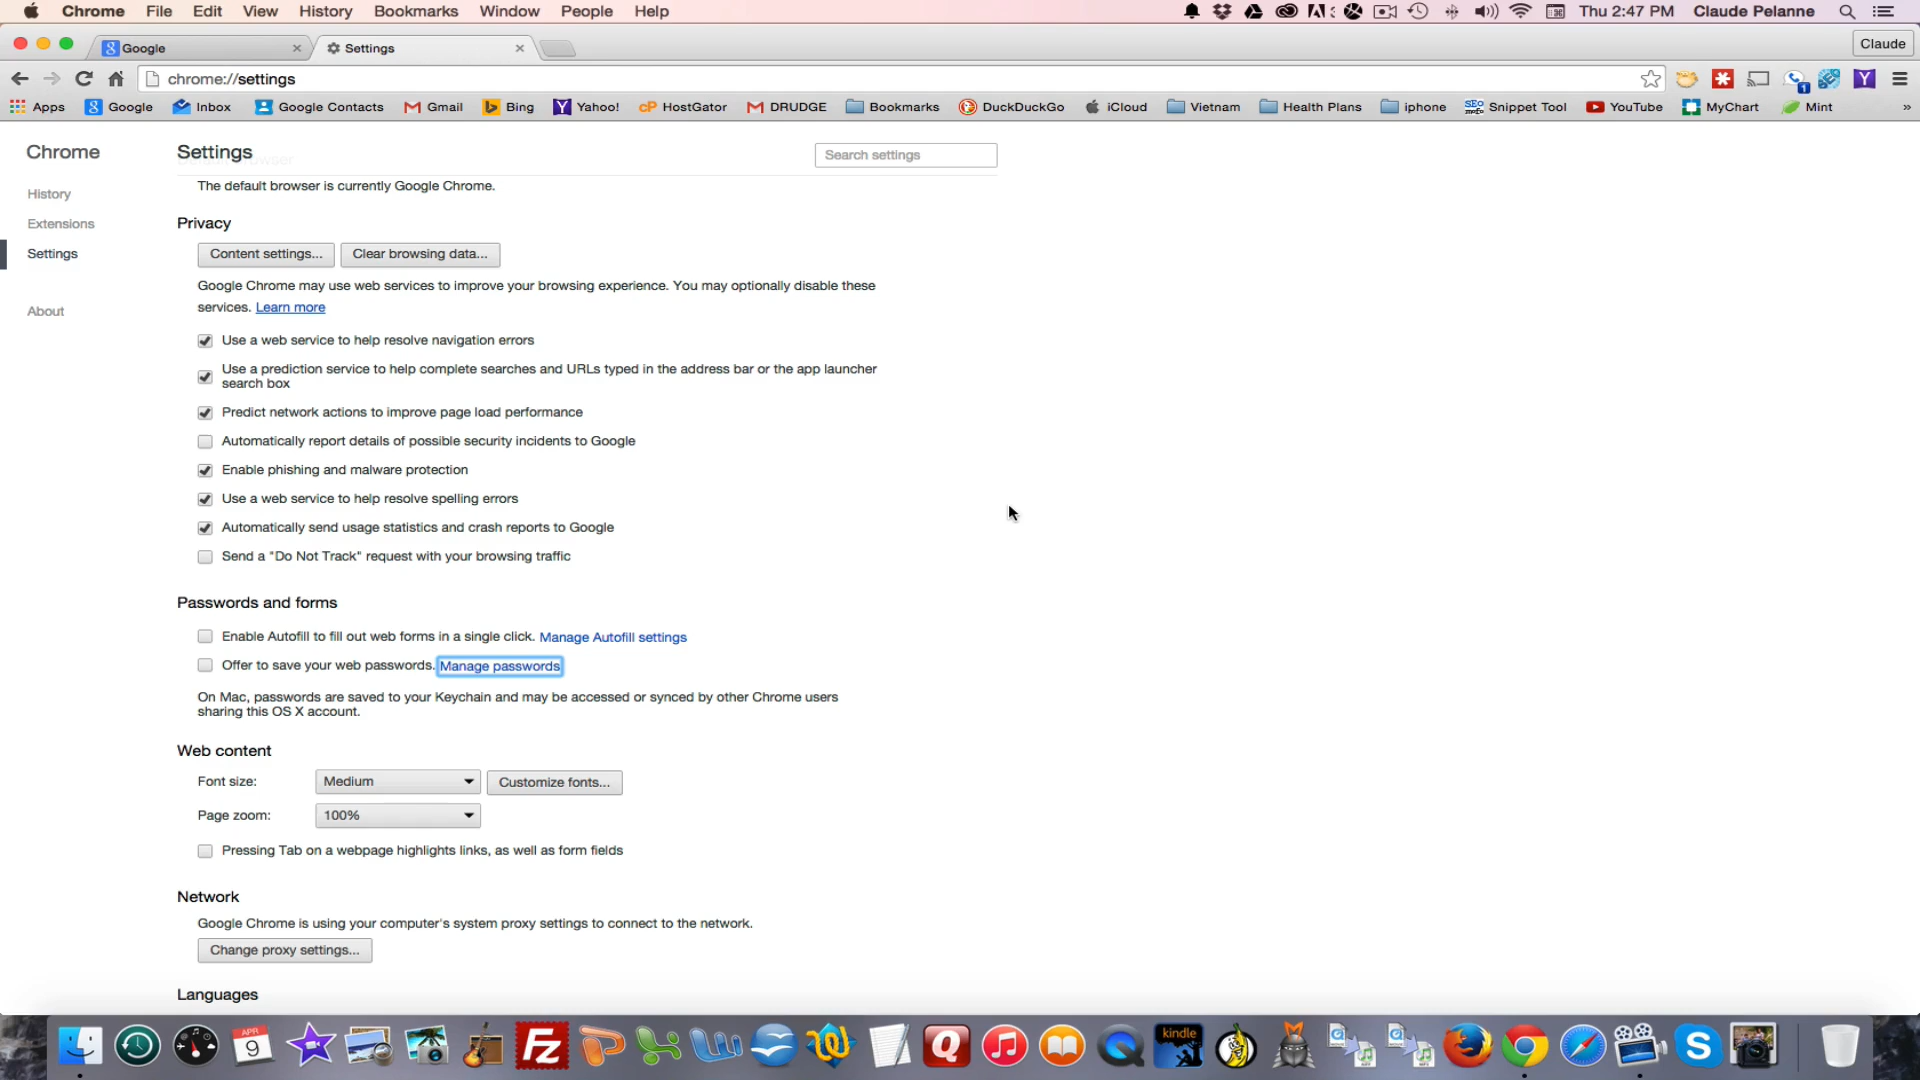 Chrome File Edit View History Bookmarks Window People Help Thu 2:47 PM Claude Pelanne
Google Settings Claude
chrome://settings
Apps Google Inbox Google Contacts Gmail Bing Yahoo! HostGator DRUDGE Bookmarks DuckDuckGo iCloud Vietnam Health Plans iphone Snippet Tool YouTube MyChart Mint »
Chrome
Settings
Search settings
History
Extensions
Settings
About
The default browser is currently Google Chrome.
Privacy
Content settings... Clear browsing data...
Google Chrome may use web services to improve your browsing experience. You may optionally disable these
services. Learn more
Use a web service to help resolve navigation errors
Use a prediction service to help complete searches and URLs typed in the address bar or the app launcher
search box
Predict network actions to improve page load performance
Automatically report details of possible security incidents to Google
Enable phishing and malware protection
Use a web service to help resolve spelling errors
Automatically send usage statistics and crash reports to Google
Send a "Do Not Track" request with your browsing traffic
Passwords and forms
Enable Autofill to fill out web forms in a single click. Manage Autofill settings
Offer to save your web passwords. Manage passwords
On Mac, passwords are saved to your Keychain and may be accessed or synced by other Chrome users
sharing this OS X account.
Web content
Font size: Medium Customize fonts...
Page zoom: 100%
Pressing Tab on a webpage highlights links, as well as form fields
Network
Google Chrome is using your computer's system proxy settings to connect to the network.
Change proxy settings...
Languages
APR
9
Fz
kindle